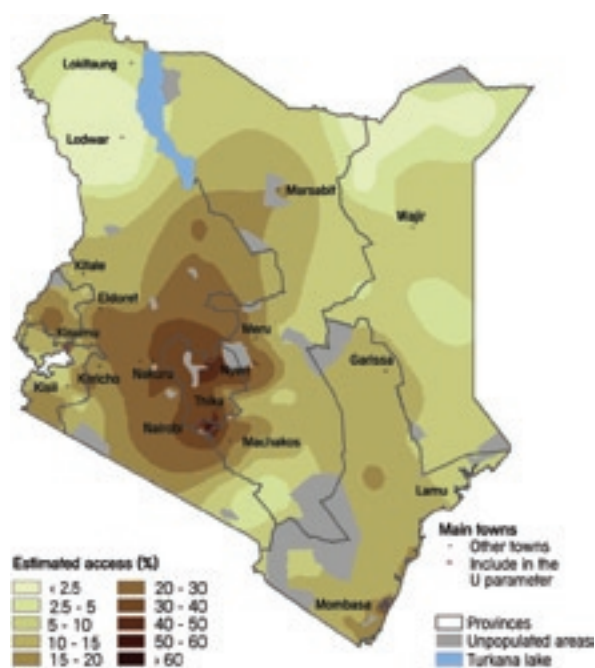 Lokitaung
Lodwar
Marsabit
Wajir
Kitale
Eldoret
Kisumu
Meru
Garissa
Kisii
Kericho
Nakuru
Nyeri
Thika
Nairobi
Machakos
Lamu
Mombasa
Main towns
Other towns
Include in the
U parameter
Provinces
Unpopulated areas
Turkana lake
Estimated access (%)
< 2.5
2.5 - 5
5 - 10
10 - 15
15 - 20
20 - 30
30 - 40
40 - 50
50 - 60
> 60